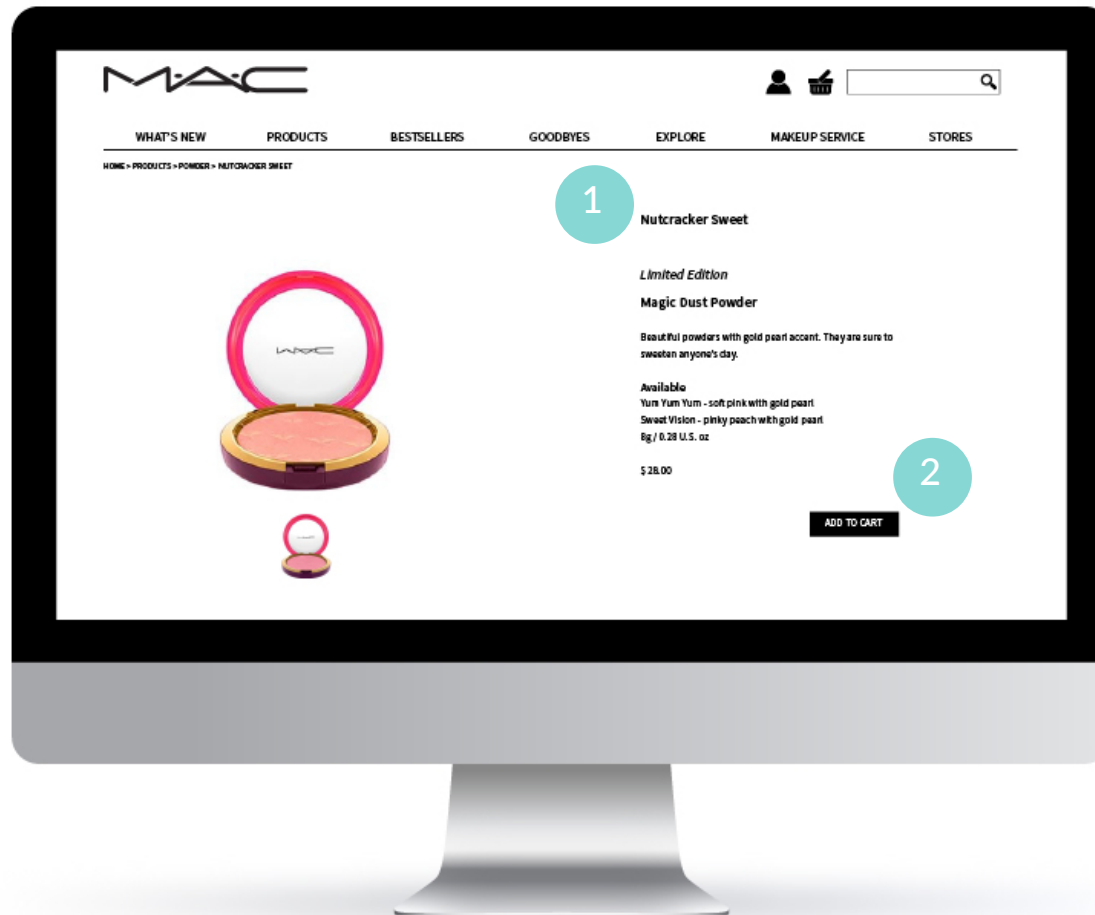 MAC
WHAT'S NEW PRODUCTS BESTSELLERS GOODBYES EXPLORE MAKEUP SERVICE STORES
HOME > PRODUCTS > POWDER > NUTCRACKER SWEET
1
Nutcracker Sweet
Limited Edition
Magic Dust Powder
Beautiful powders with gold pearl accent. They are sure to
sweeten anyone's day.
Available
Yum Yum Yum - soft pink with gold pearl
Sweet Vision - pinky peach with gold pearl
8g / 0.28 U.S. oz
$ 28.00
2
ADD TO CART
MAC